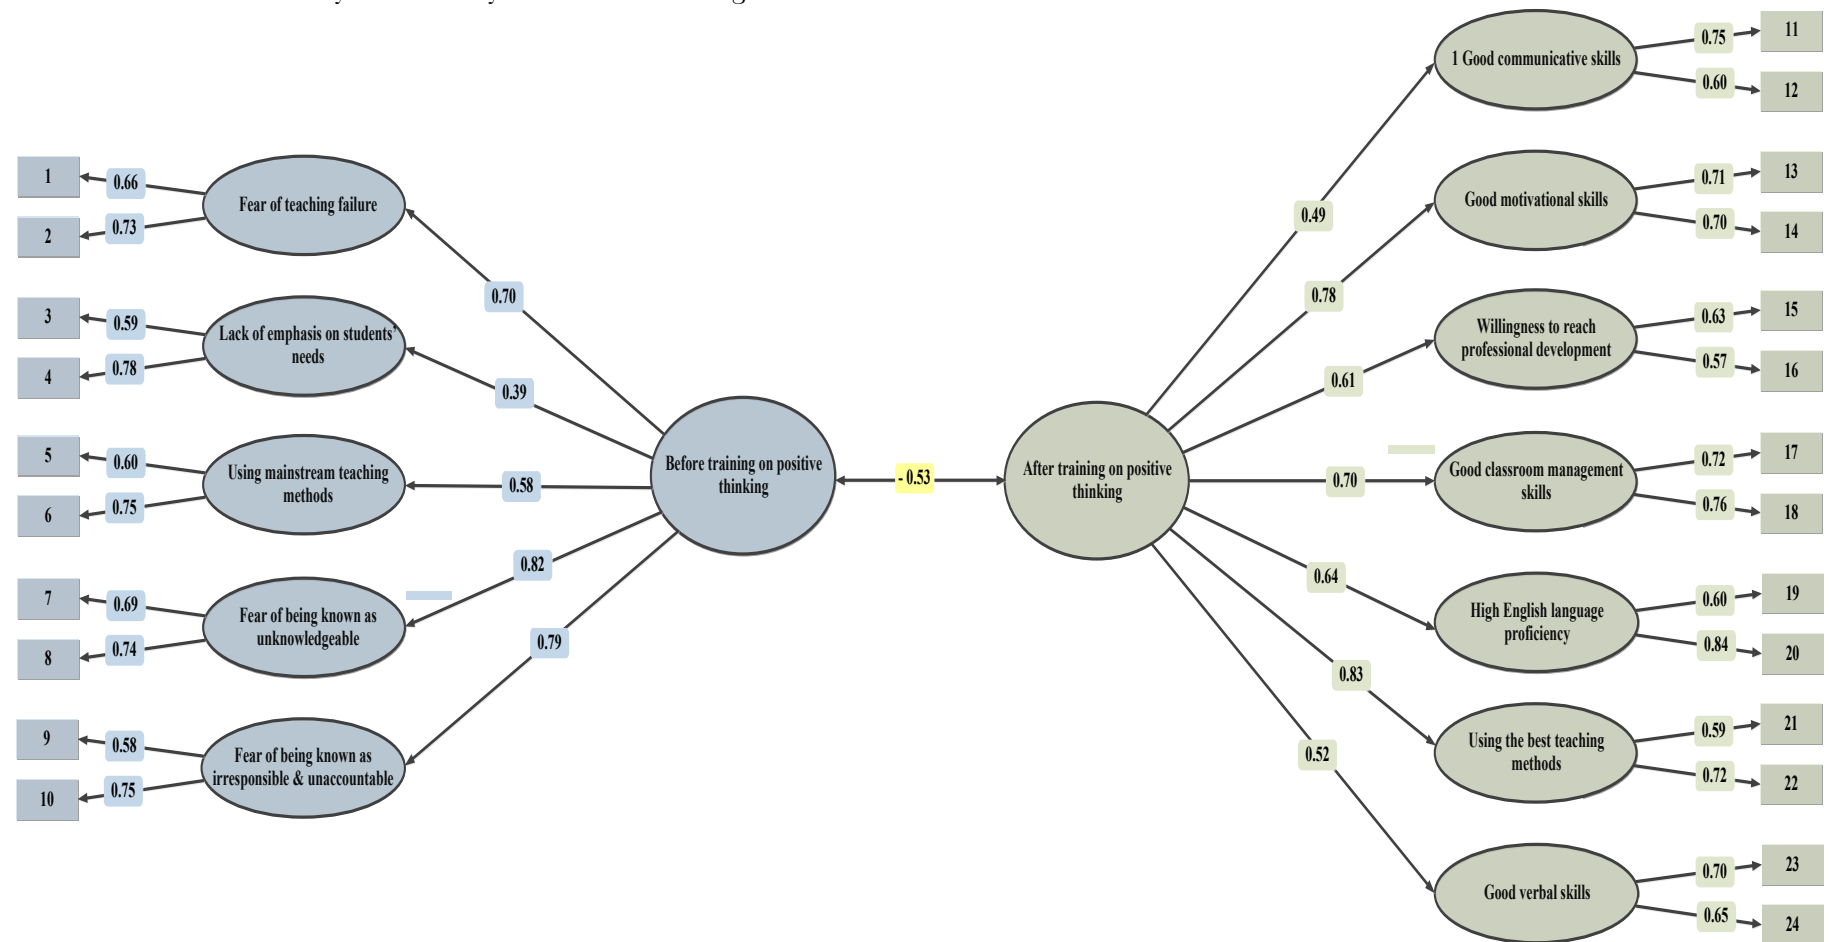 1
0.66
2
0.73
Fear of teaching failure
3
0.59
4
0.78
Lack of emphasis on students'
needs
5
0.60
6
0.75
Using mainstream teaching
methods
7
0.69
8
0.74
Fear of being known as
unknowledgeable
9
0.58
10
0.75
Fear of being known as
irresponsible & unaccountable
0.70
0.39
0.58
0.82
0.79
Before training on positive
thinking
- 0.53
After training on positive
thinking
0.49
0.78
0.61
0.70
0.64
0.83
0.52
1 Good communicative skills
0.75
11
0.60
12
Good motivational skills
0.71
13
0.70
14
Willingness to reach
professional development
0.63
15
0.57
16
Good classroom management
skills
0.72
17
0.76
18
High English language
proficiency
0.60
19
0.84
20
Using the best teaching
methods
0.59
21
0.72
22
Good verbal skills
0.70
23
0.65
24